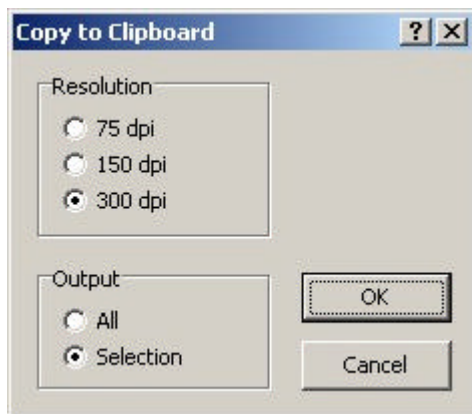 Copy to Clipboard
Resolution
75 dpi
150 dpi
300 dpi
Output
All
Selection
OK
Cancel